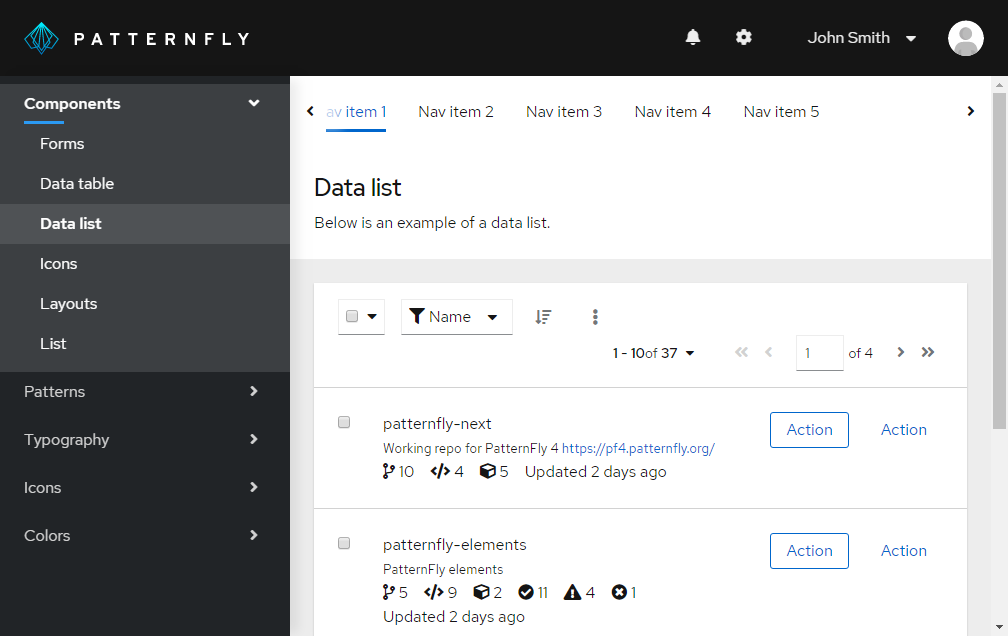 PATTERNFLY
John Smith
Components
Forms
Data table
Data list
Icons
Layouts
List
Patterns
Typography
Icons
Colors
av item 1 Nav item 2 Nav item 3 Nav item 4 Nav item 5
Data list
Below is an example of a data list.
Name
1 - 10of 37 1 of 4
patternfly-next Action Action
Working repo for PatternFly 4 https://pf4.patternfly.org/
10 4 5 Updated 2 days ago
patternfly-elements Action Action
PatternFly elements
5 9 2 11 4 1
Updated 2 days ago